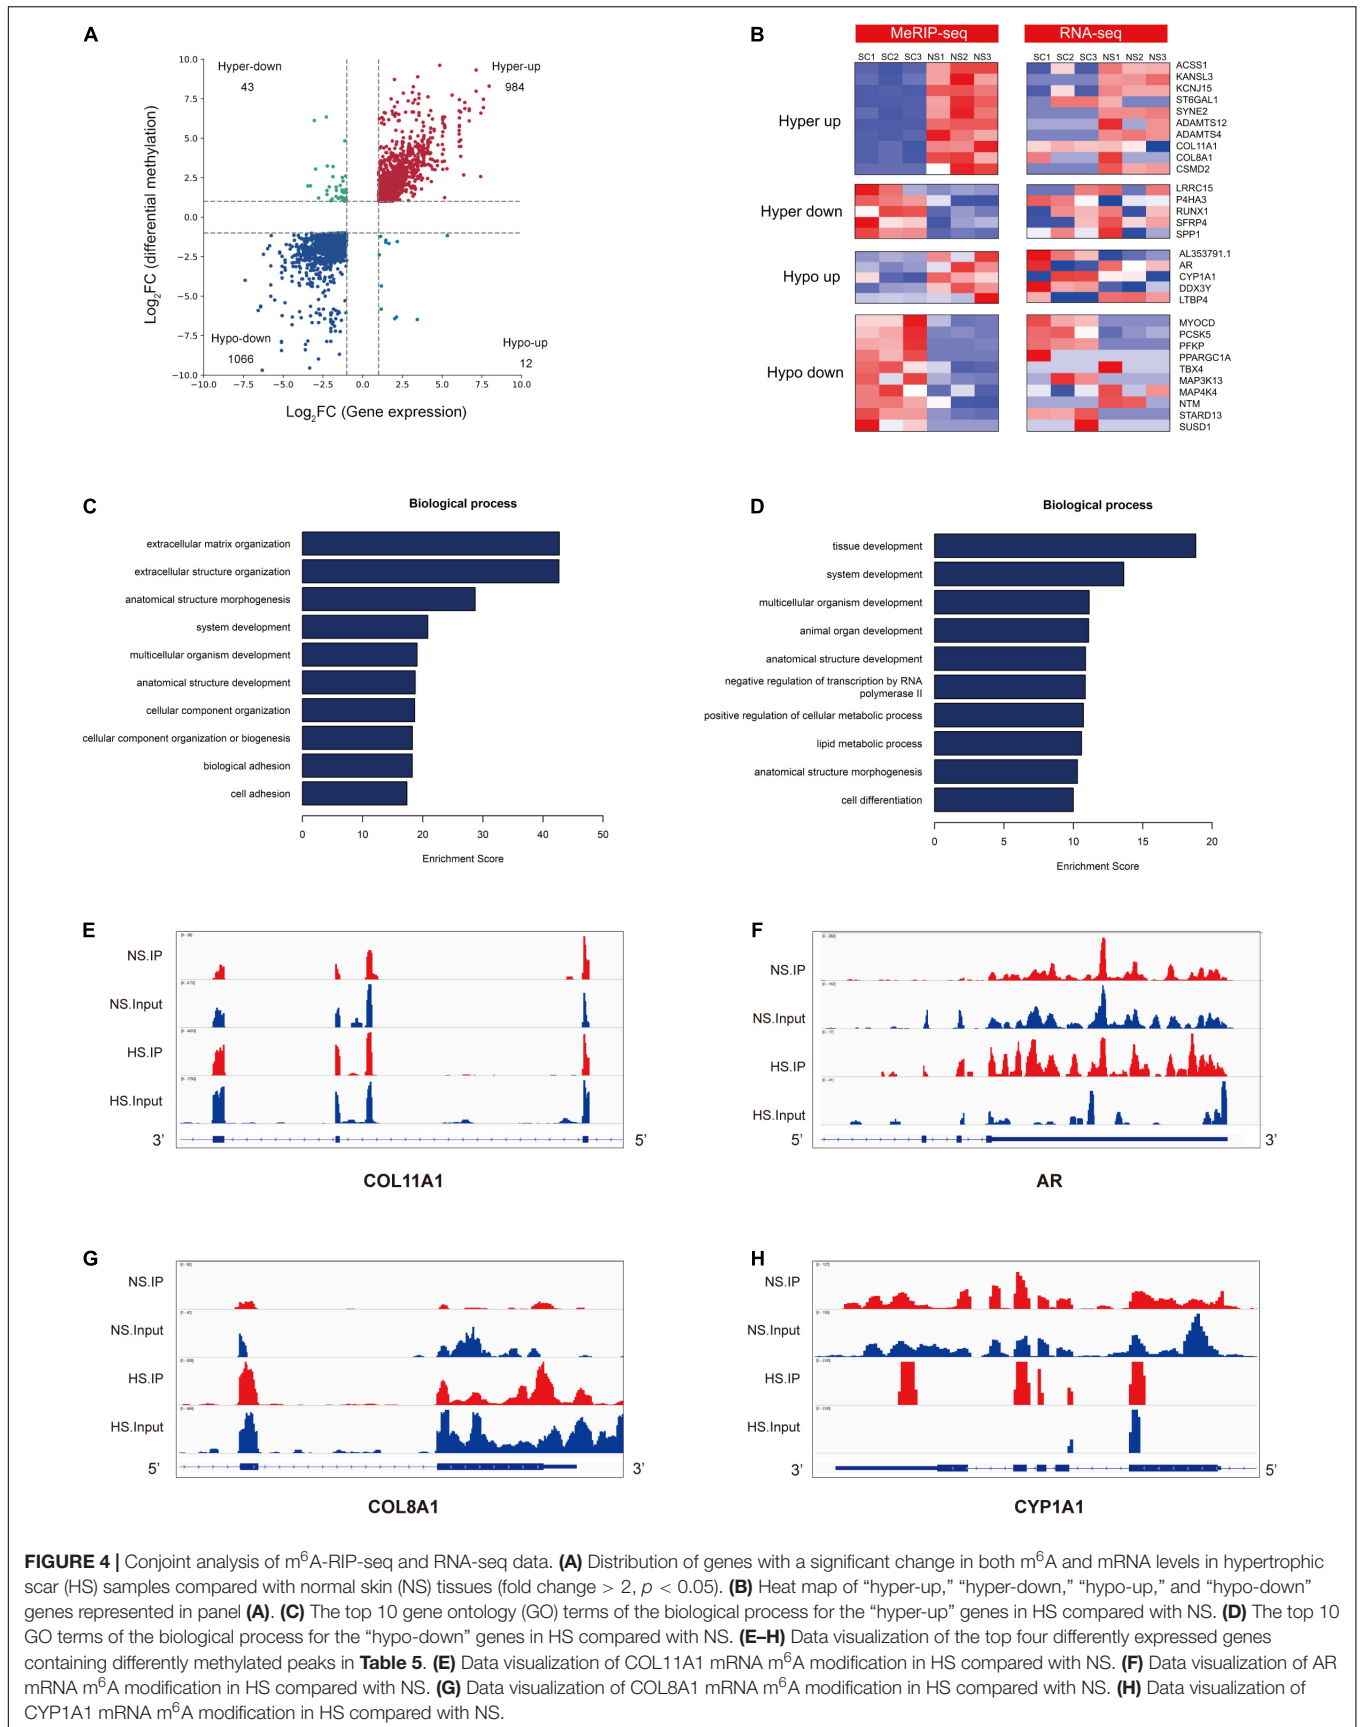 A
Hyper-down
43
Hyper-up
984
Hypo-down
1066
Hypo-up
12
10.0
7.5
5.0
2.5
0.0
−2.5
−5.0
−7.5
−10.0
−10.0 −7.5 −5.0 −2.5 0.0 2.5 5.0 7.5 10.0
Log2FC (differential methylation)
Log2FC (Gene expression)
B
MeRIP-seq RNA-seq
SC1 SC2 SC3 NS1 NS2 NS3 SC1 SC2 SC3 NS1 NS2 NS3
Hyper up
ACSS1
KANSL3
KCNJ15
ST6GAL1
SYNE2
ADAMTS12
ADAMTS4
COL11A1
COL8A1
CSMD2
Hyper down
LRRC15
P4HA3
RUNX1
SFRP4
SPP1
Hypo up
AL353791.1
AR
CYP1A1
DDX3Y
LTBP4
Hypo down
MYOCD
PCSK5
PFKP
PPARGC1A
TBX4
MAP3K13
MAP4K4
NTM
STARD13
SUSD1
C
Biological process
extracellular matrix organization
extracellular structure organization
anatomical structure morphogenesis
system development
multicellular organism development
anatomical structure development
cellular component organization
cellular component organization or biogenesis
biological adhesion
cell adhesion
0 10 20 30 40 50
Enrichment Score
D
Biological process
tissue development
system development
multicellular organism development
animal organ development
anatomical structure development
negative regulation of transcription by RNA
polymerase II
positive regulation of cellular metabolic process
lipid metabolic process
anatomical structure morphogenesis
cell differentiation
0 5 10 15 20
Enrichment Score
E
NS.IP
NS.Input
HS.IP
HS.Input
3' 5'
COL11A1
F
NS.IP
NS.Input
HS.IP
HS.Input
5' 3'
AR
G
NS.IP
NS.Input
HS.IP
HS.Input
5' 3'
COL8A1
H
NS.IP
NS.Input
HS.IP
HS.Input
3' 5'
CYP1A1
FIGURE 4 | Conjoint analysis of m6A-RIP-seq and RNA-seq data. (A) Distribution of genes with a significant change in both m6A and mRNA levels in hypertrophic
scar (HS) samples compared with normal skin (NS) tissues (fold change > 2, p < 0.05). (B) Heat map of “hyper-up,” “hyper-down,” “hypo-up,” and “hypo-down”
genes represented in panel (A). (C) The top 10 gene ontology (GO) terms of the biological process for the “hyper-up” genes in HS compared with NS. (D) The top 10
GO terms of the biological process for the “hypo-down” genes in HS compared with NS. (E–H) Data visualization of the top four differently expressed genes
containing differently methylated peaks in Table 5. (E) Data visualization of COL11A1 mRNA m6A modification in HS compared with NS. (F) Data visualization of AR
mRNA m6A modification in HS compared with NS. (G) Data visualization of COL8A1 mRNA m6A modification in HS compared with NS. (H) Data visualization of
CYP1A1 mRNA m6A modification in HS compared with NS.